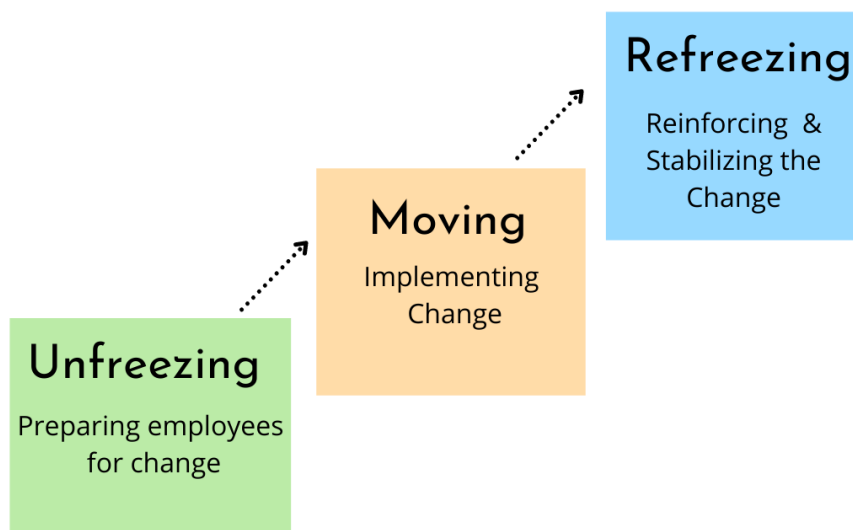 Unfreezing
Preparing employees
for change
Moving
Implementing
Change
Refreezing
Reinforcing &
Stabilizing the
Change